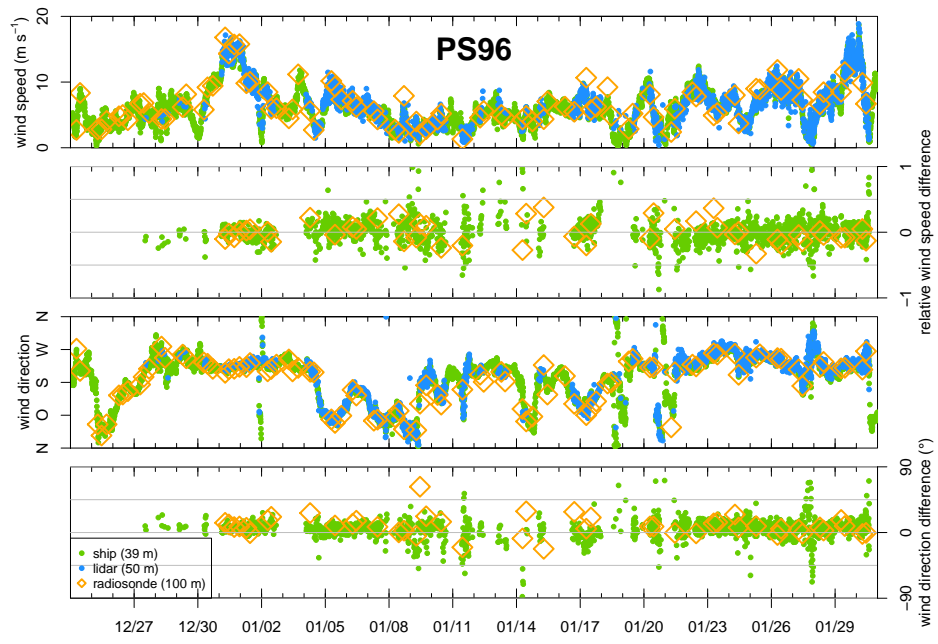 PS96
wind speed (m s⁻¹)
20
10
0
relative wind speed difference
1
0
−1
wind direction
N
W
S
O
N
wind direction difference (°)
90
0
−90
ship (39 m)
lidar (50 m)
radiosonde (100 m)
12/27 12/30 01/02 01/05 01/08 01/11 01/14 01/17 01/20 01/23 01/26 01/29